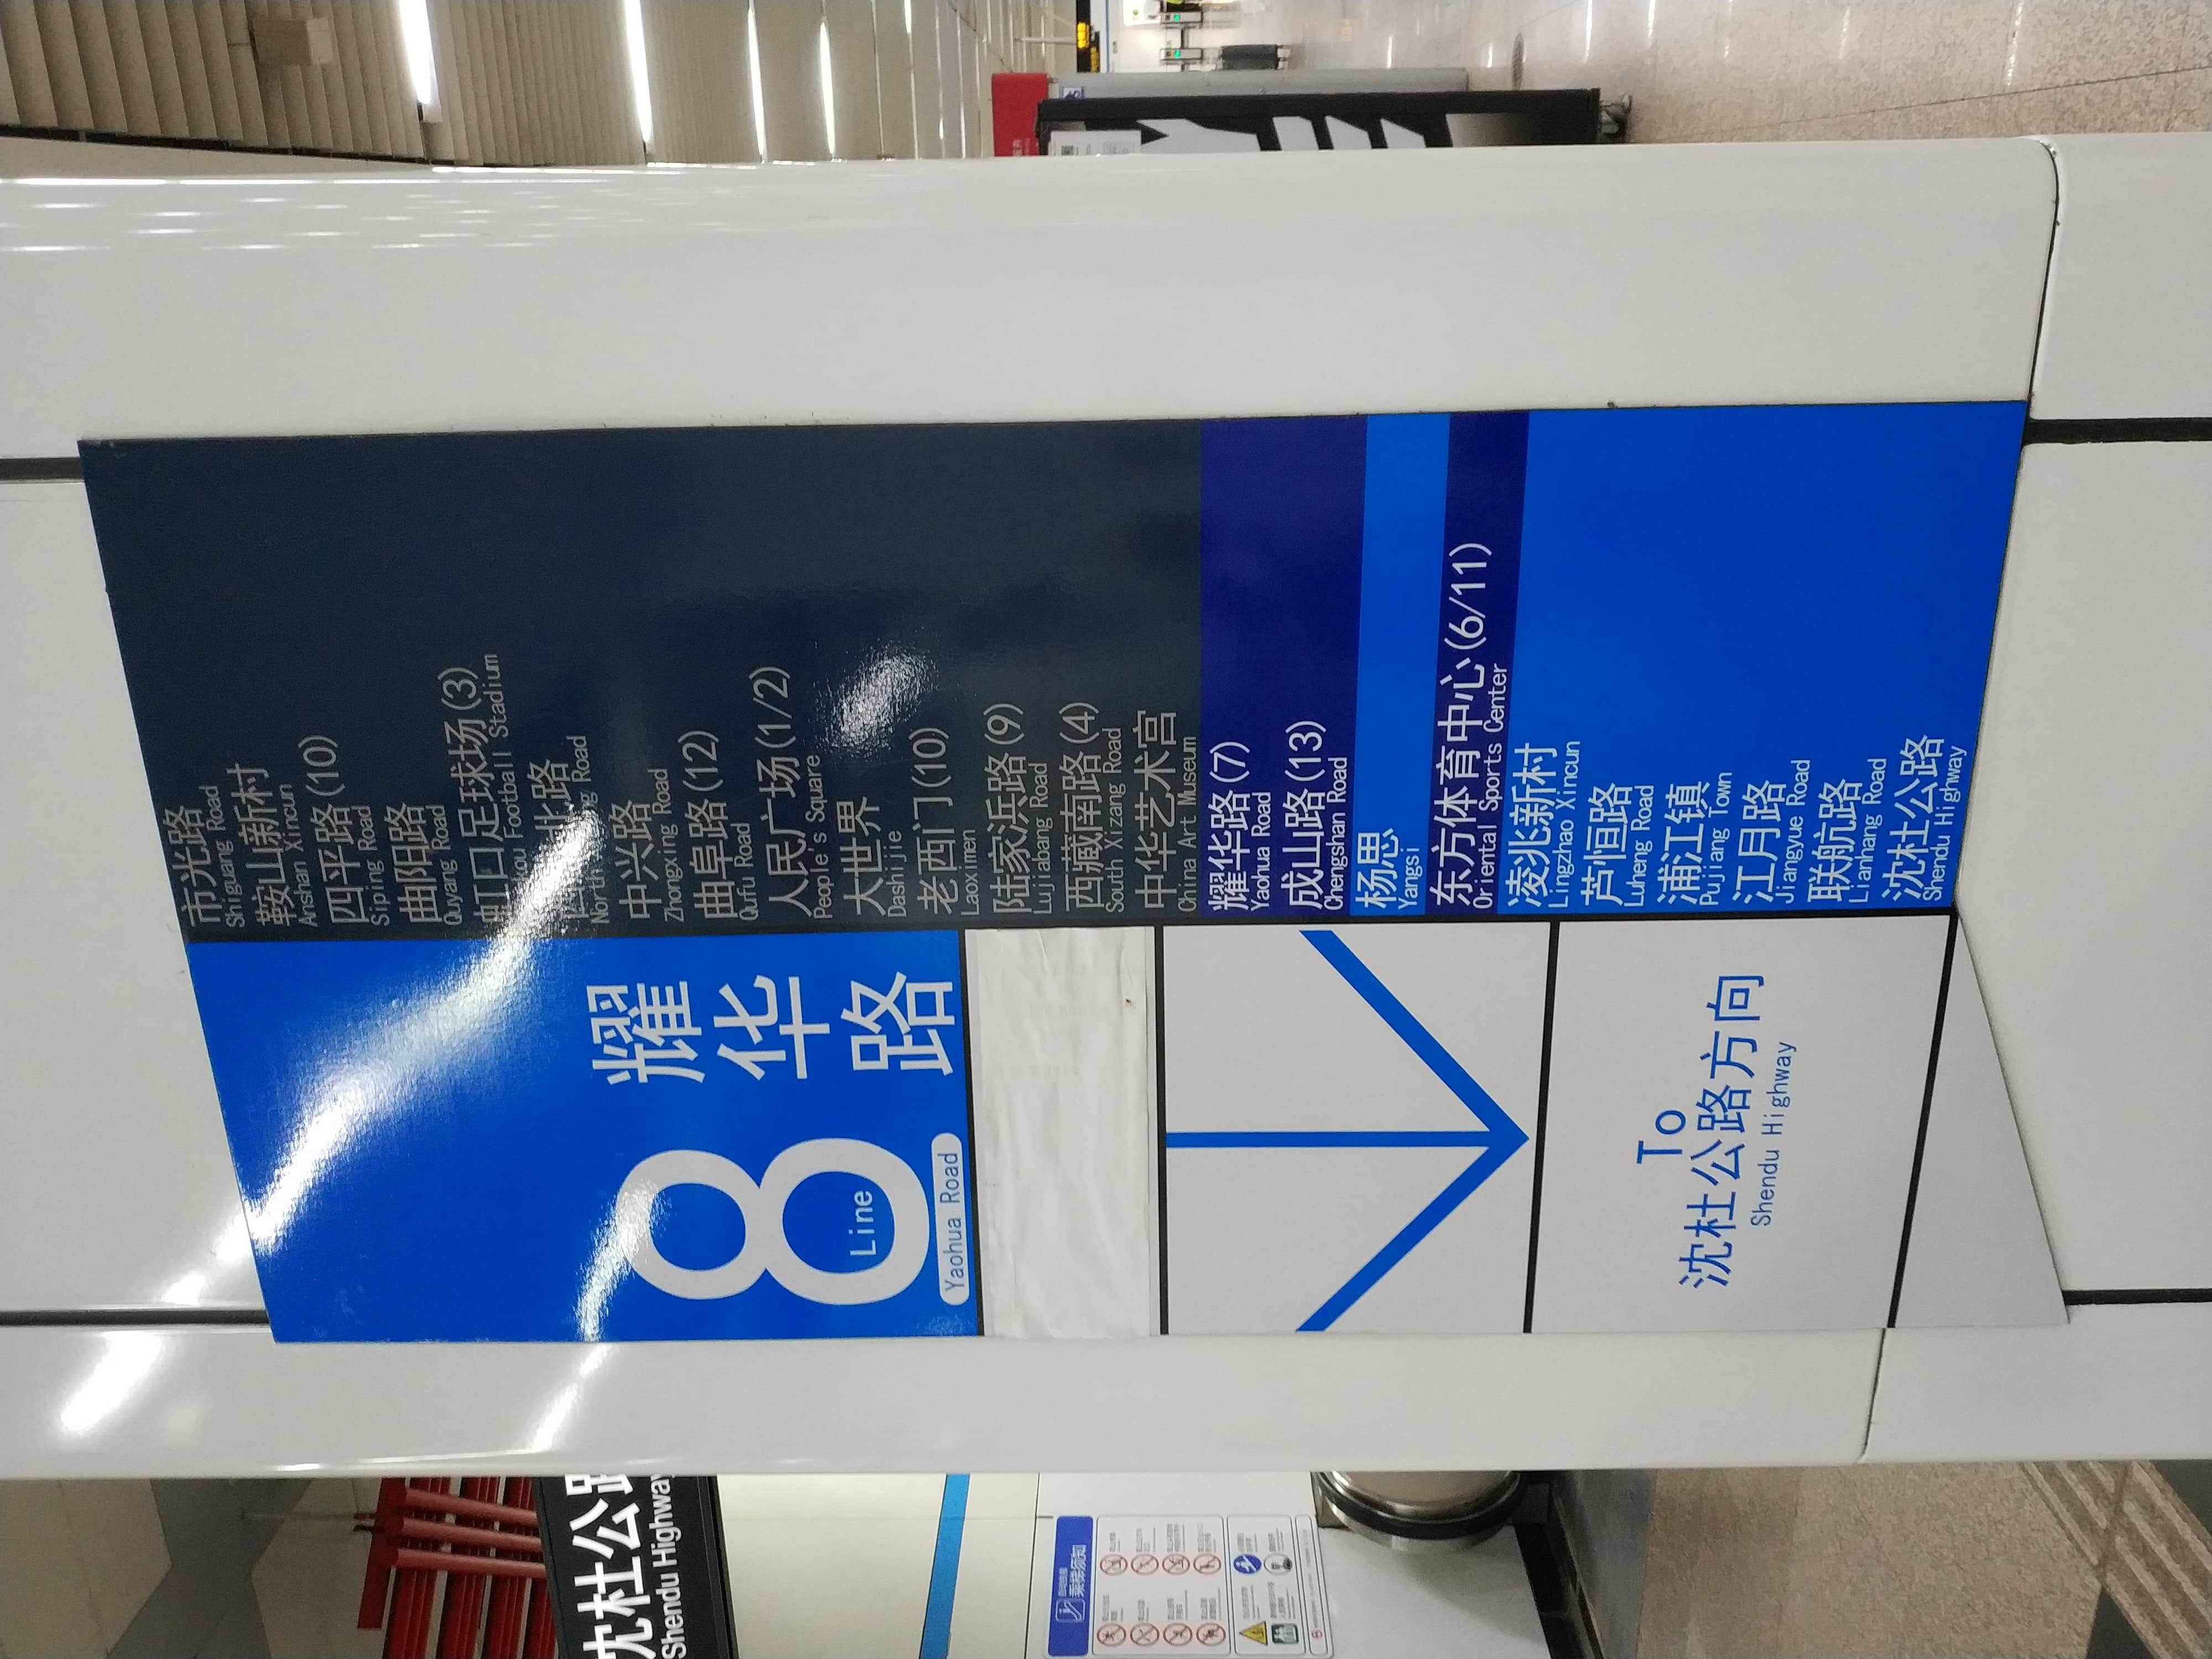 沈杜公
Shendu Highway
乘梯须知
8
Line
Yaohua Road
耀华路
To
沈杜公路方向
Shendu Highway
市光路
Shiguang Road
鞍山新村
Anshan Xincun
四平路(10)
Siping Road
曲阳路
Quyang Road
虹口足球场(3)
Football Stadium
北路
North Road
中兴路
Zhongxing Road
曲阜路(12)
Qufu Road
人民广场(1/2)
People's Square
大世界
Dashijie
老西门(10)
Laoximen
陆家浜路(9)
Lujiabang Road
西藏南路(4)
South Xizang Road
中华艺术宫
China Art Museum
耀华路(7)
Yaohua Road
成山路(13)
Chengshan Road
杨思
Yangsi
东方体育中心(6/11)
Oriental Sports Center
凌兆新村
Lingzhao Xincun
芦恒路
Luheng Road
浦江镇
Pujiang Town
江月路
Jiangyue Road
联航路
Lianhang Road
沈杜公路
Shendu Highway